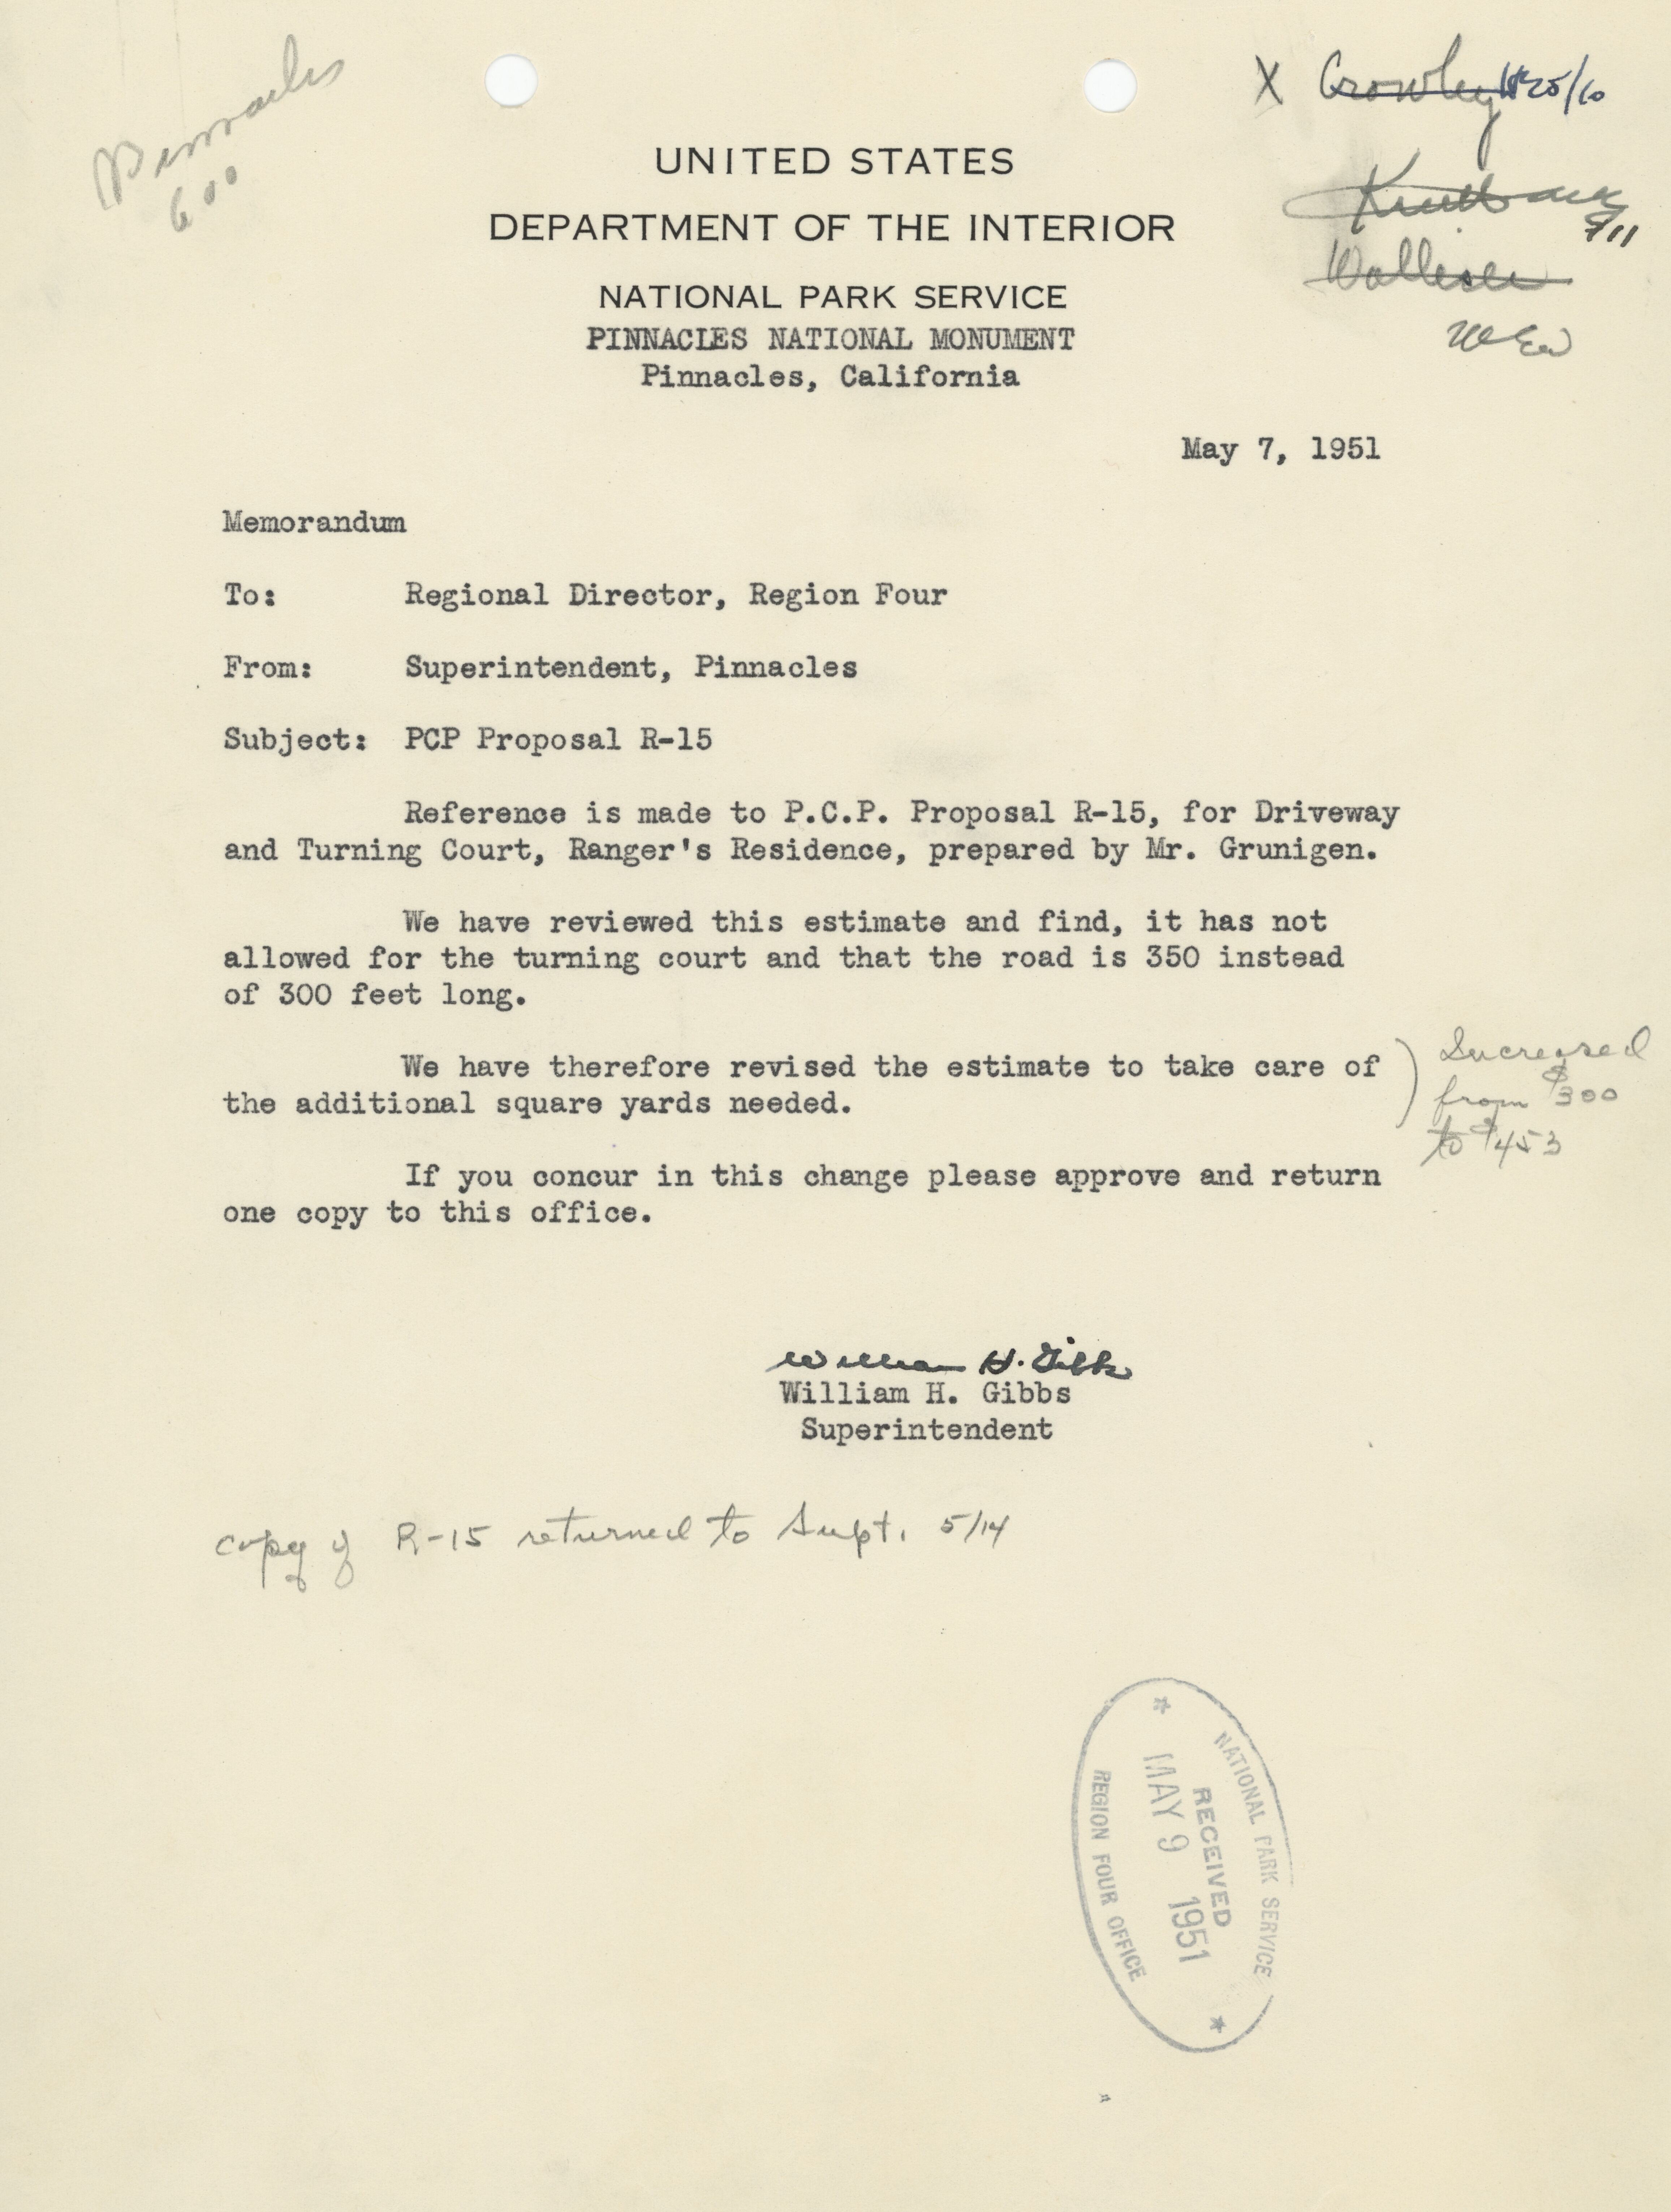 Pinnacles
600
X Crowley
5/11
UNITED STATES
DEPARTMENT OF THE INTERIOR
NATIONAL PARK SERVICE
PINNACLES NATIONAL MONUMENT
Pinnacles, California
May 7, 1951
Memorandum
To: Regional Director, Region Four
From: Superintendent, Pinnacles
Subject: PCP Proposal R-15
Reference is made to P.C.P. Proposal R-15, for Driveway
and Turning Court, Ranger's Residence, prepared by Mr. Grunigen.
We have reviewed this estimate and find, it has not
allowed for the turning court and that the road is 350 instead
of 300 feet long.
We have therefore revised the estimate to take care of
the additional square yards needed.
Increased
from $300
to $453
If you concur in this change please approve and return
one copy to this office.
William H. Gibbs
William H. Gibbs
Superintendent
copy of R-15 returned to Supt. 5/14
NATIONAL PARK SERVICE
RECEIVED
MAY 9 1951
REGION FOUR OFFICE